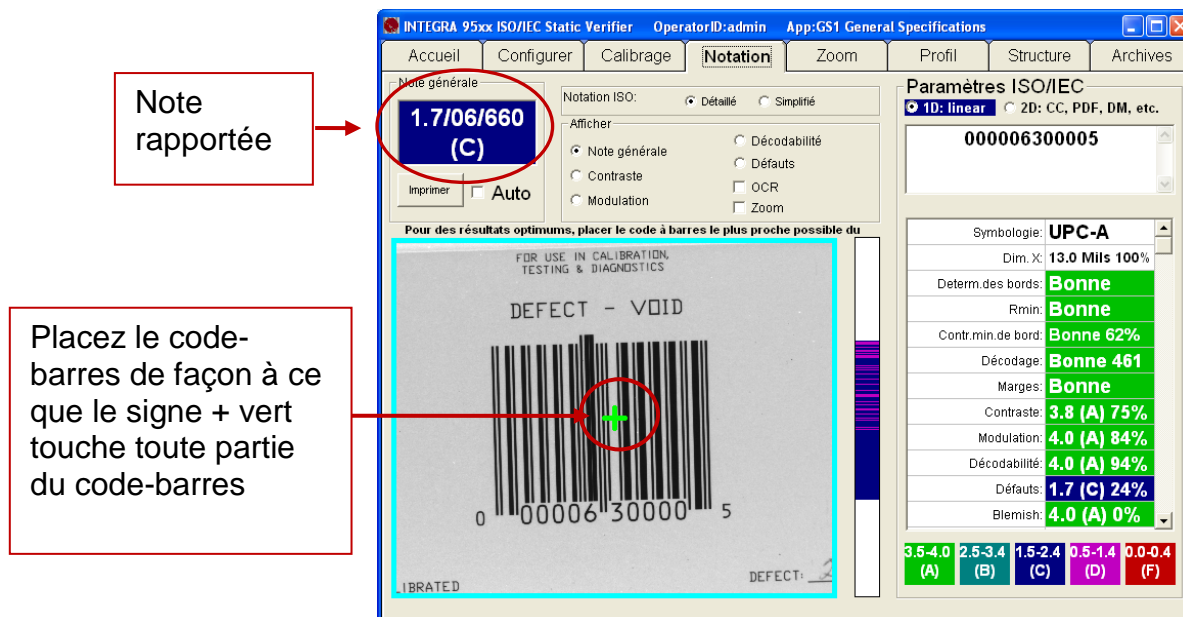 INTEGRA 95xx ISO/IEC Static Verifier OperatorID:admin App:GS1 General Specifications
Accueil Configurer Calibrage Notation Zoom Profil Structure Archives
Note rapportée
Note générale
1.7/06/660
(C)
Imprimer
Auto
Notation ISO: Détaillé Simplifié
Afficher
Note générale
Contraste
Modulation
Décodabilité
Défauts
OCR
Zoom
Paramètres ISO/IEC
1D: linear 2D: CC, PDF, DM, etc.
000006300005
Pour des résultats optimums, placer le code à barres le plus proche possible du
Placez le code-
barres de façon à ce
que le signe + vert
touche toute partie
du code-barres
FOR USE IN CALIBRATION,
TESTING & DIAGNOSTICS
DEFECT - VOID
0 00006 30000 5
LIBRATED
DEFECT: 2
Symbologie: UPC-A
Dim. X: 13.0 Mils 100%
Determ.des bords: Bonne
Rmin: Bonne
Contr.min.de bord: Bonne 62%
Décodage: Bonne 461
Marges: Bonne
Contraste: 3.8 (A) 75%
Modulation: 4.0 (A) 84%
Décodabilité: 4.0 (A) 94%
Défauts: 1.7 (C) 24%
Blemish: 4.0 (A) 0%
3.5-4.0 2.5-3.4 1.5-2.4 0.5-1.4 0.0-0.4
(A) (B) (C) (D) (F)